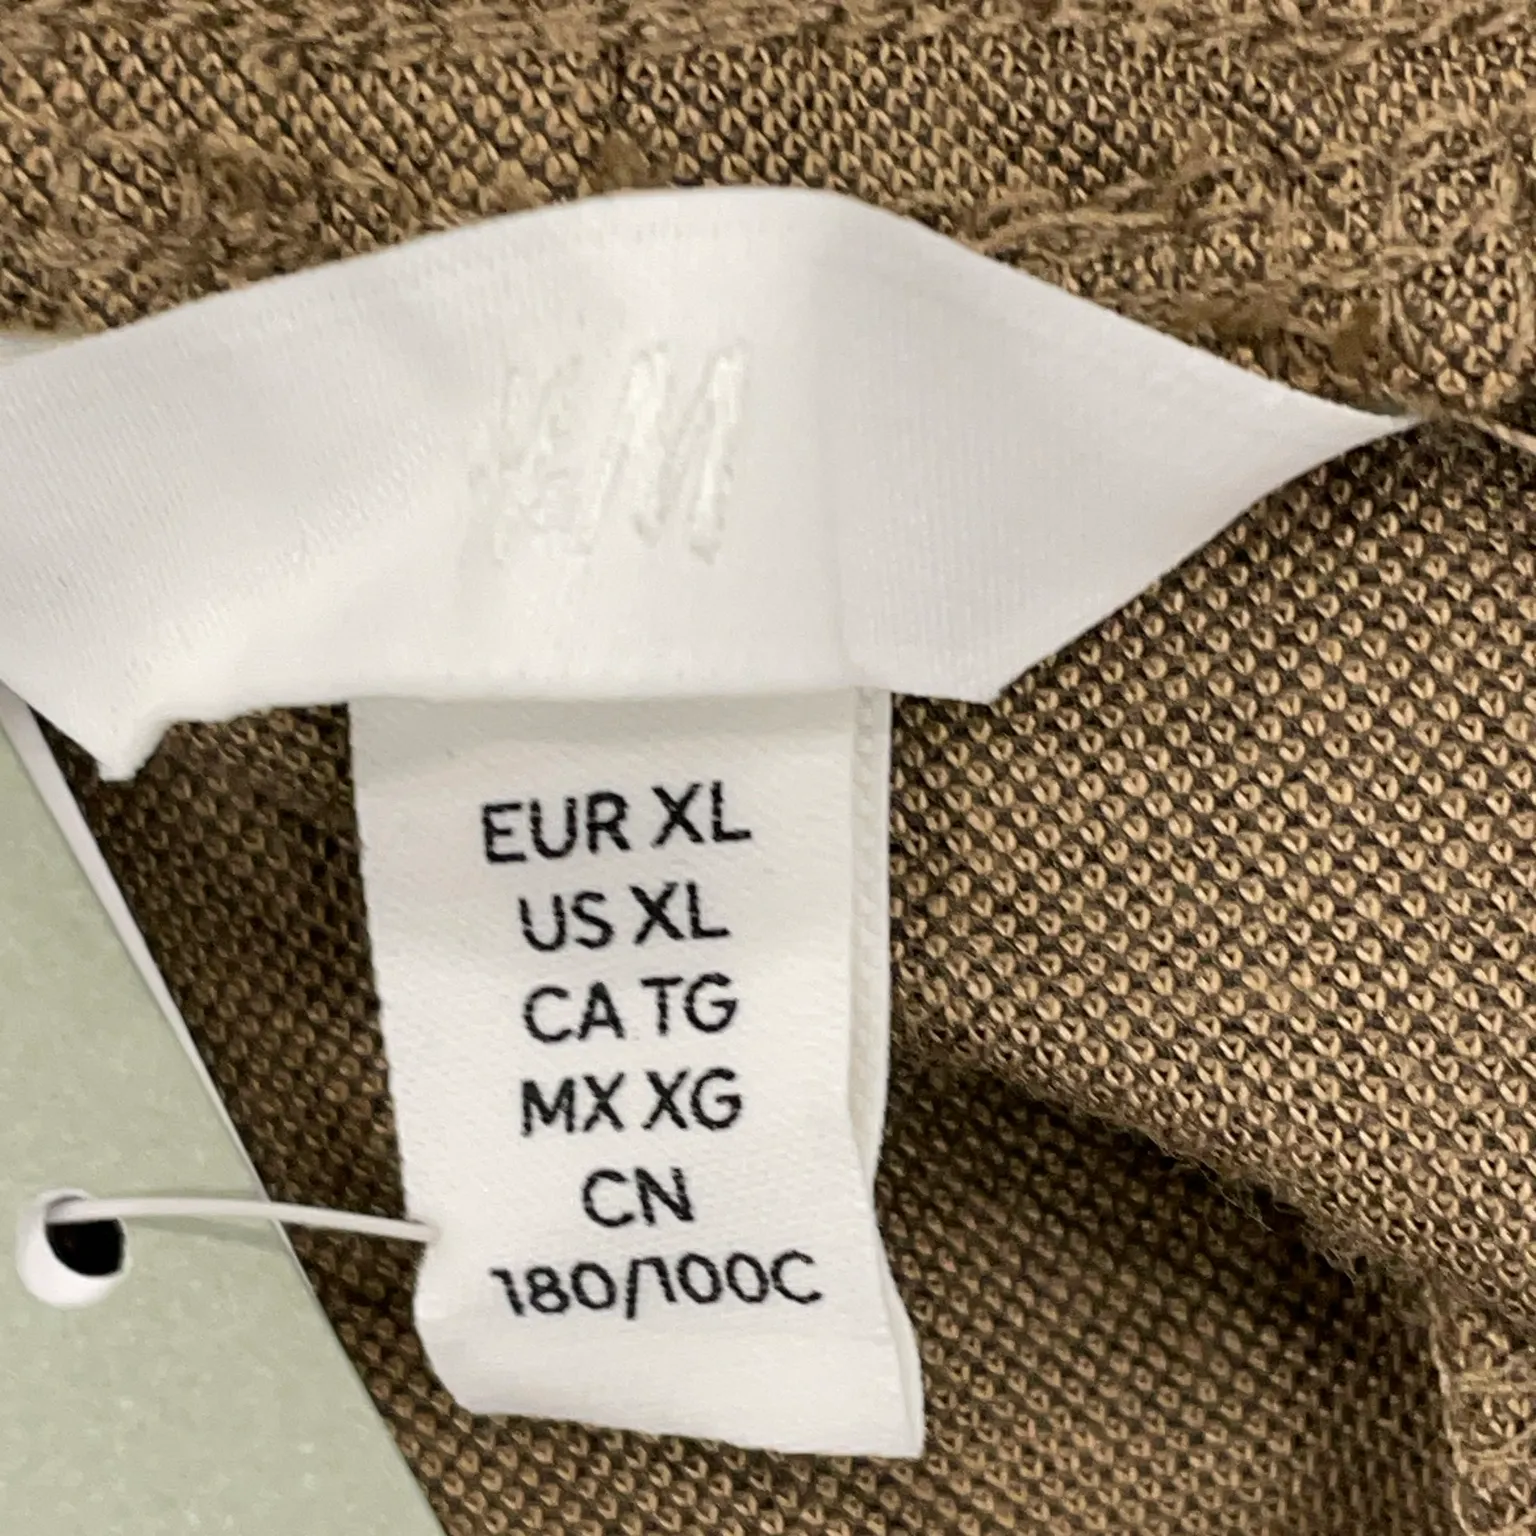 H&M
EUR XL
US XL
CA TG
MX XG
CN
180/100C